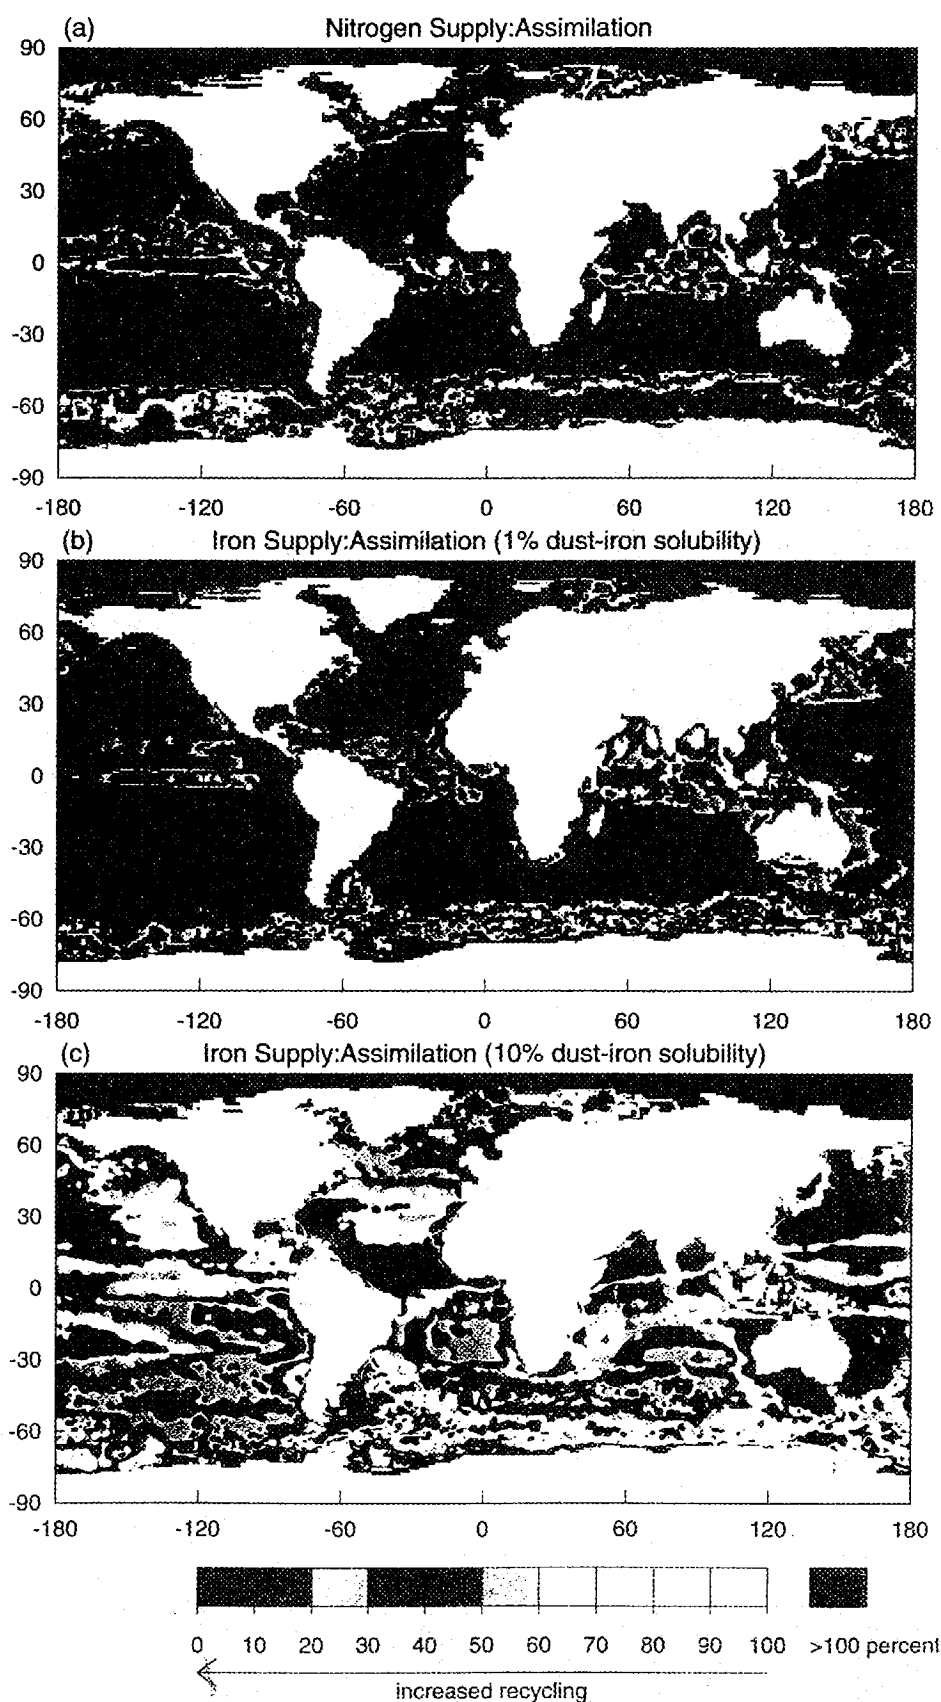 (a) Nitrogen Supply:Assimilation
90
60
30
0
-30
-60
-90
-180 -120 -60 0 60 120 180
(b) Iron Supply:Assimilation (1% dust-iron solubility)
90
60
30
0
-30
-60
-90
-180 -120 -60 0 60 120 180
(c) Iron Supply:Assimilation (10% dust-iron solubility)
90
60
30
0
-30
-60
-90
-180 -120 -60 0 60 120 180
0 10 20 30 40 50 60 70 80 90 100 >100 percent
increased recycling